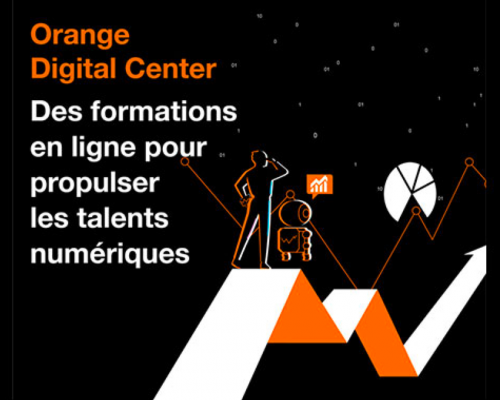 Orange
Digital Center
Des formations
en ligne pour
propulser
les talents
numériques